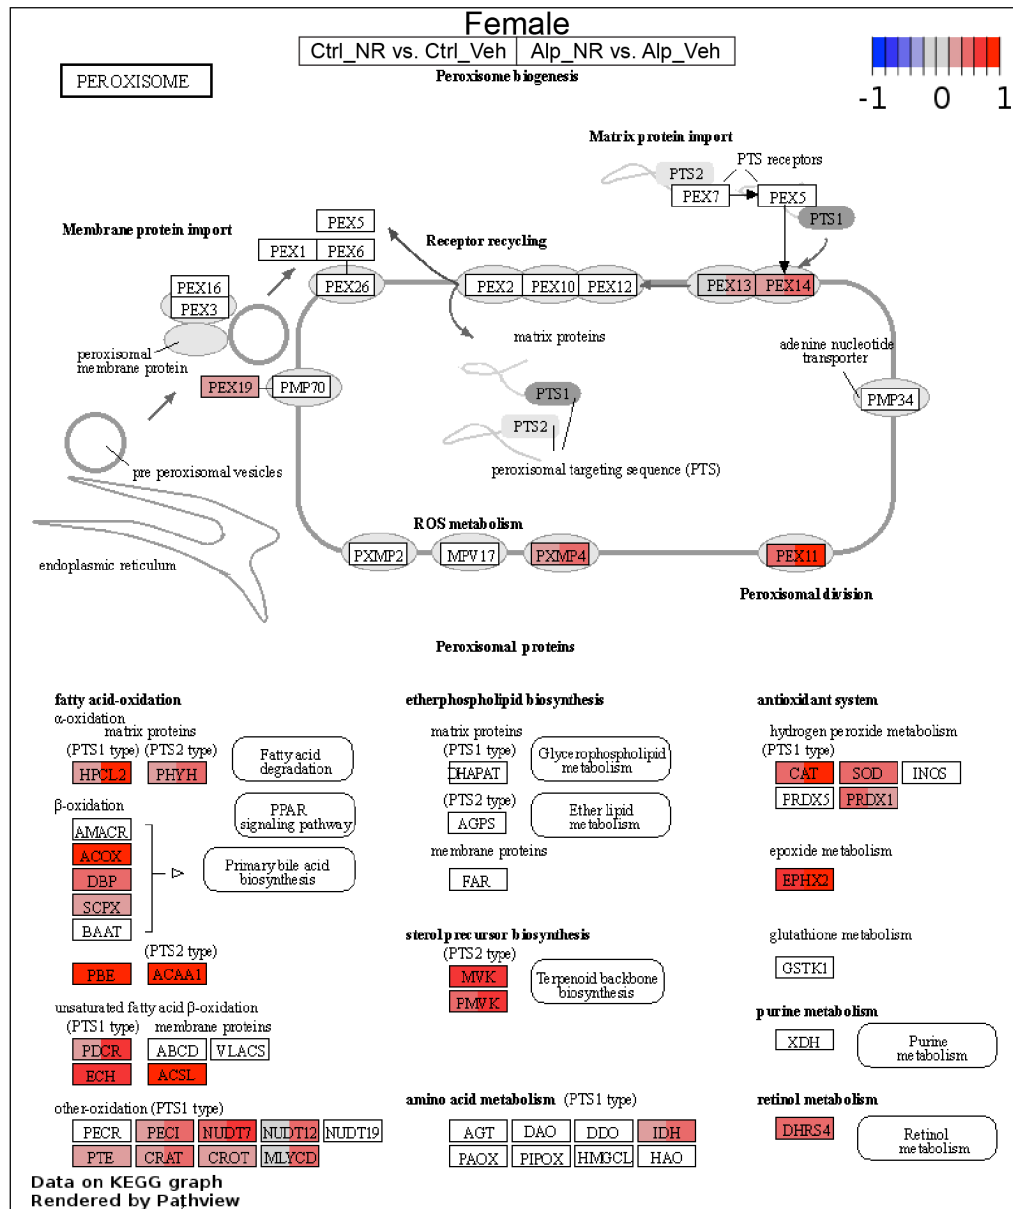 Female
Ctrl_NR vs. Ctrl_Veh Alp_NR vs. Alp_Veh
Peroxisome biogenesis
PEROXISOME
-1 0 1
Matrix protein import
PTS receptors
PTS2
PEX7
PEX5
PTS1
Membrane protein import
PEX5
PEX1 PEX6
Receptor recycling
PEX16
PEX3
PEX26
PEX2 PEX10 PEX12
PEX13 PEX14
matrix proteins
peroxisomal
membrane protein
adenine nucleotide
transporter
PEX19
PMP70
PTS1
PMP34
PTS2
pre peroxisomal vesicles
peroxisomal targeting sequence (PTS)
ROS metabolism
PXMP2 MPV17 PXMP4
PEX11
endoplasmic reticulum
Peroxisomal division
Peroxisomal proteins
fatty acid-oxidation
α-oxidation
matrix proteins
(PTS1 type) (PTS2 type)
HPCL2 PHYH
Fatty acid
degradation
β-oxidation
AMACR
ACOX
DBP
SCPX
BAAT
PPAR
signaling pathway
Primary bile acid
biosynthesis
(PTS2 type)
PBE ACAA1
unsaturated fatty acid β-oxidation
(PTS1 type) membrane proteins
PDCR ABCD VLACS
ECH ACSL
other-oxidation (PTS1 type)
PECR PECI NUDT7 NUDT12 NUDT19
PTE CRAT CROT MLYCD
etherphospholipid biosynthesis
matrix proteins
(PTS1 type)
DHAPAT
Glycerophospholipid
metabolism
(PTS2 type)
AGPS
Ether lipid
metabolism
membrane proteins
FAR
sterol precursor biosynthesis
(PTS2 type)
MVK
PMVK
Terpenoid backbone
biosynthesis
amino acid metabolism (PTS1 type)
AGT DAO DDO IDH
PAOX PIPOX HMGCL HAO
antioxidant system
hydrogen peroxide metabolism
(PTS1 type)
CAT SOD INOS
PRDX5 PRDX1
epoxide metabolism
EPHX2
glutathione metabolism
GSTK1
purine metabolism
XDH
Purine
metabolism
retinol metabolism
DHRS4
Retinol
metabolism
Data on KEGG graph
Rendered by Pathview